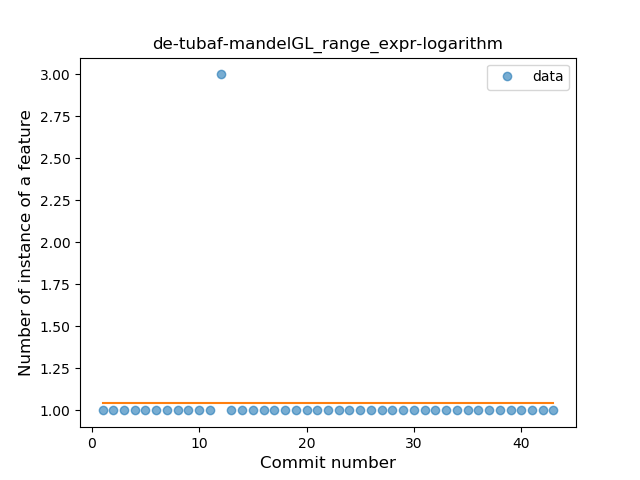 de-tubaf-mandelGL_range_expr-logarithm
data
3.00
2.75
2.50
2.25
2.00
1.75
1.50
1.25
1.00
Number of instance of a feature
0 10 20 30 40
Commit number